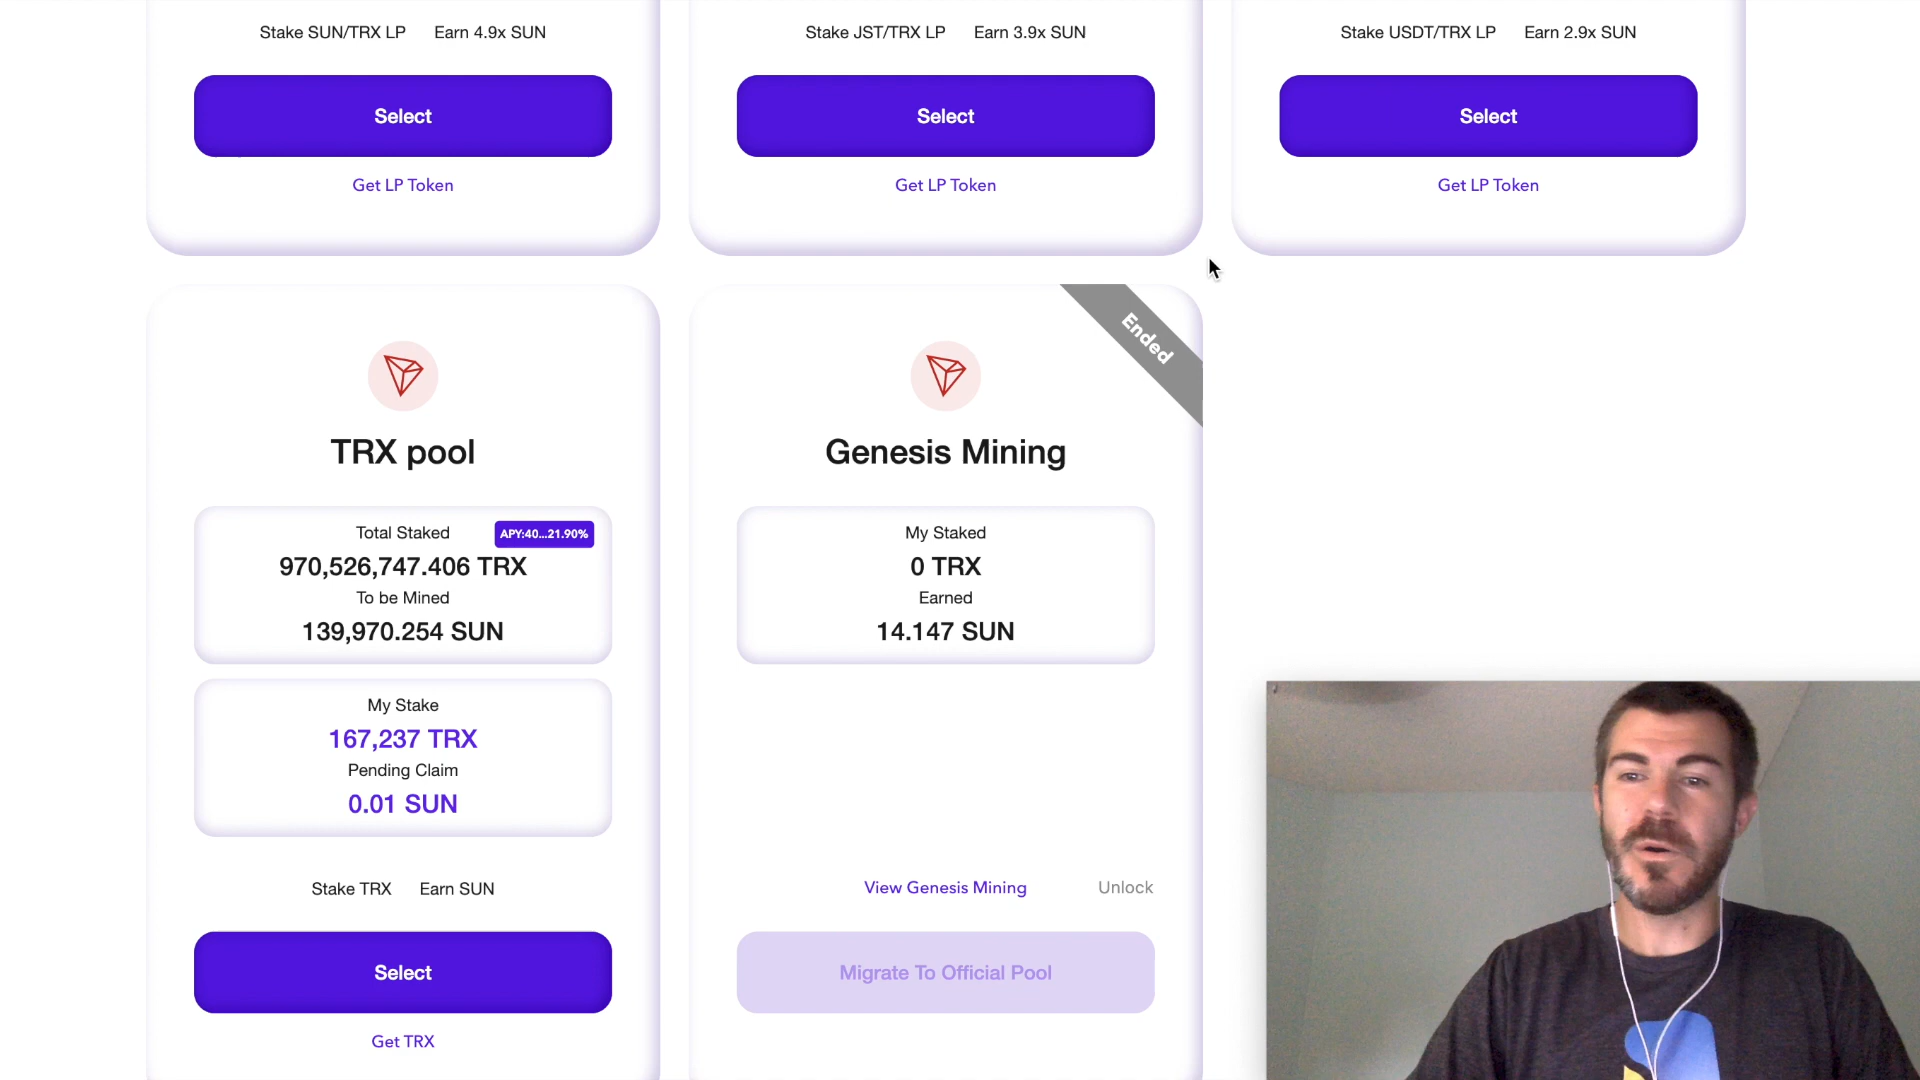 Stake SUN/TRX LP Earn 4.9x SUN
Select
Get LP Token
Stake JST/TRX LP Earn 3.9x SUN
Select
Get LP Token
Stake USDT/TRX LP Earn 2.9x SUN
Select
Get LP Token
TRX pool
Total Staked
APY:40...21.90%
970,526,747.406 TRX
To be Mined
139,970.254 SUN
My Stake
167,237 TRX
Pending Claim
0.01 SUN
Stake TRX Earn SUN
Select
Get TRX
Ended
Genesis Mining
My Staked
0 TRX
Earned
14.147 SUN
View Genesis Mining Unlock
Migrate To Official Pool